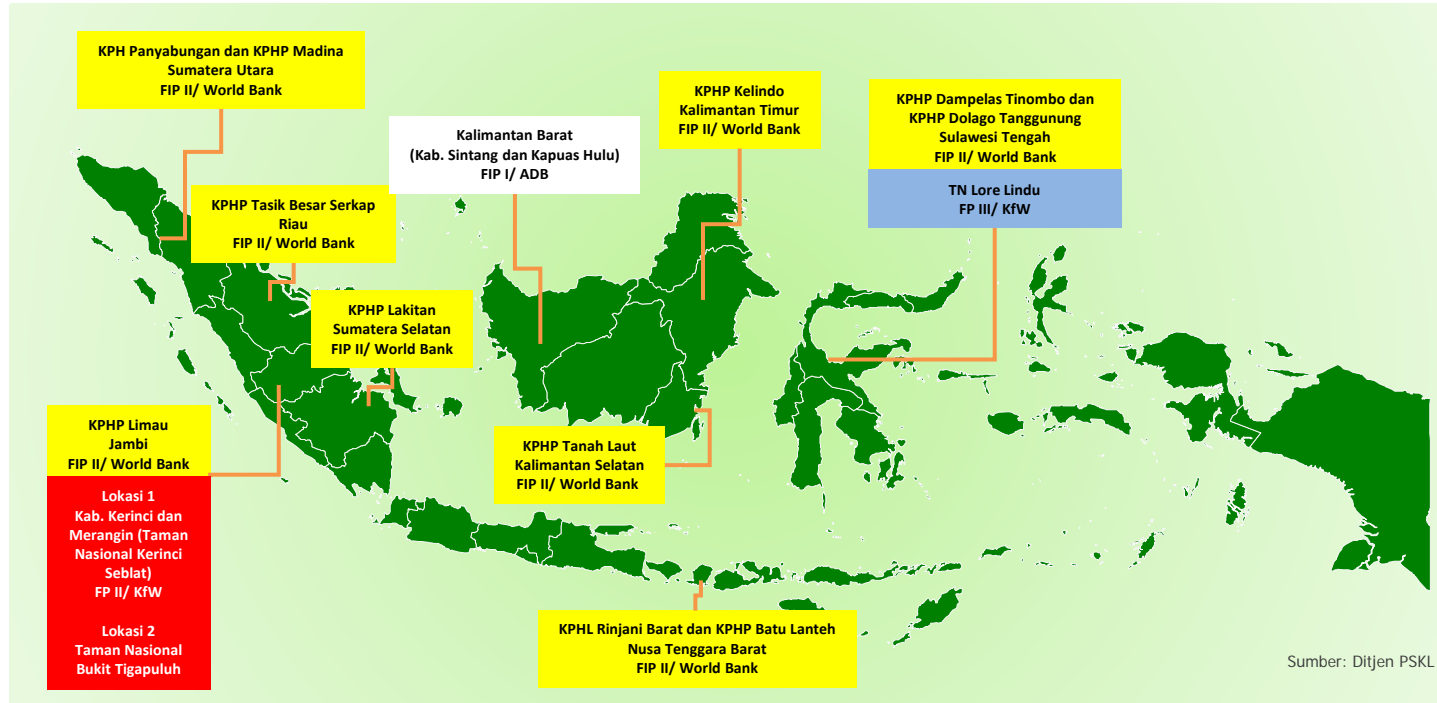 KPH Panyabungan dan KPHP Madina
Sumatera Utara
FIP II/ World Bank
KPHP Kelindo
Kalimantan Timur
FIP II/ World Bank
KPHP Dampelas Tinombo dan
KPHP Dolago Tanggunung
Sulawesi Tengah
FIP II/ World Bank
Kalimantan Barat
(Kab. Sintang dan Kapuas Hulu)
FIP I/ ADB
TN Lore Lindu
FP III/ KfW
KPHP Tasik Besar Serkap
Riau
FIP II/ World Bank
KPHP Lakitan
Sumatera Selatan
FIP II/ World Bank
KPHP Limau
Jambi
FIP II/ World Bank
Lokasi 1
Kab. Kerinci dan
Merangin (Taman
Nasional Kerinci
Seblat)
FP II/ KfW
Lokasi 2
Taman Nasional
Bukit Tigapuluh
KPHP Tanah Laut
Kalimantan Selatan
FIP II/ World Bank
KPHL Rinjani Barat dan KPHP Batu Lanteh
Nusa Tenggara Barat
FIP II/ World Bank
Sumber: Ditjen PSKL